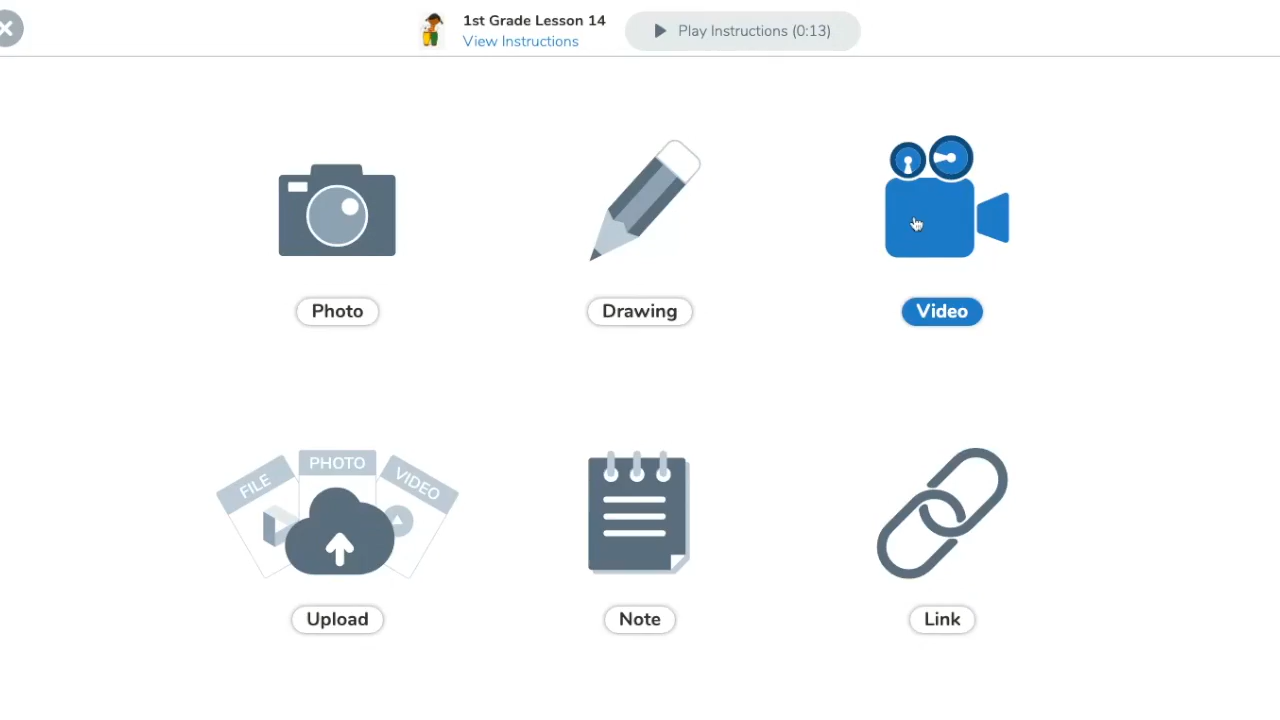 1st Grade Lesson 14
View Instructions
Play Instructions (0:13)
Photo
Drawing
Video
FILE
PHOTO
VIDEO
Upload
Note
Link